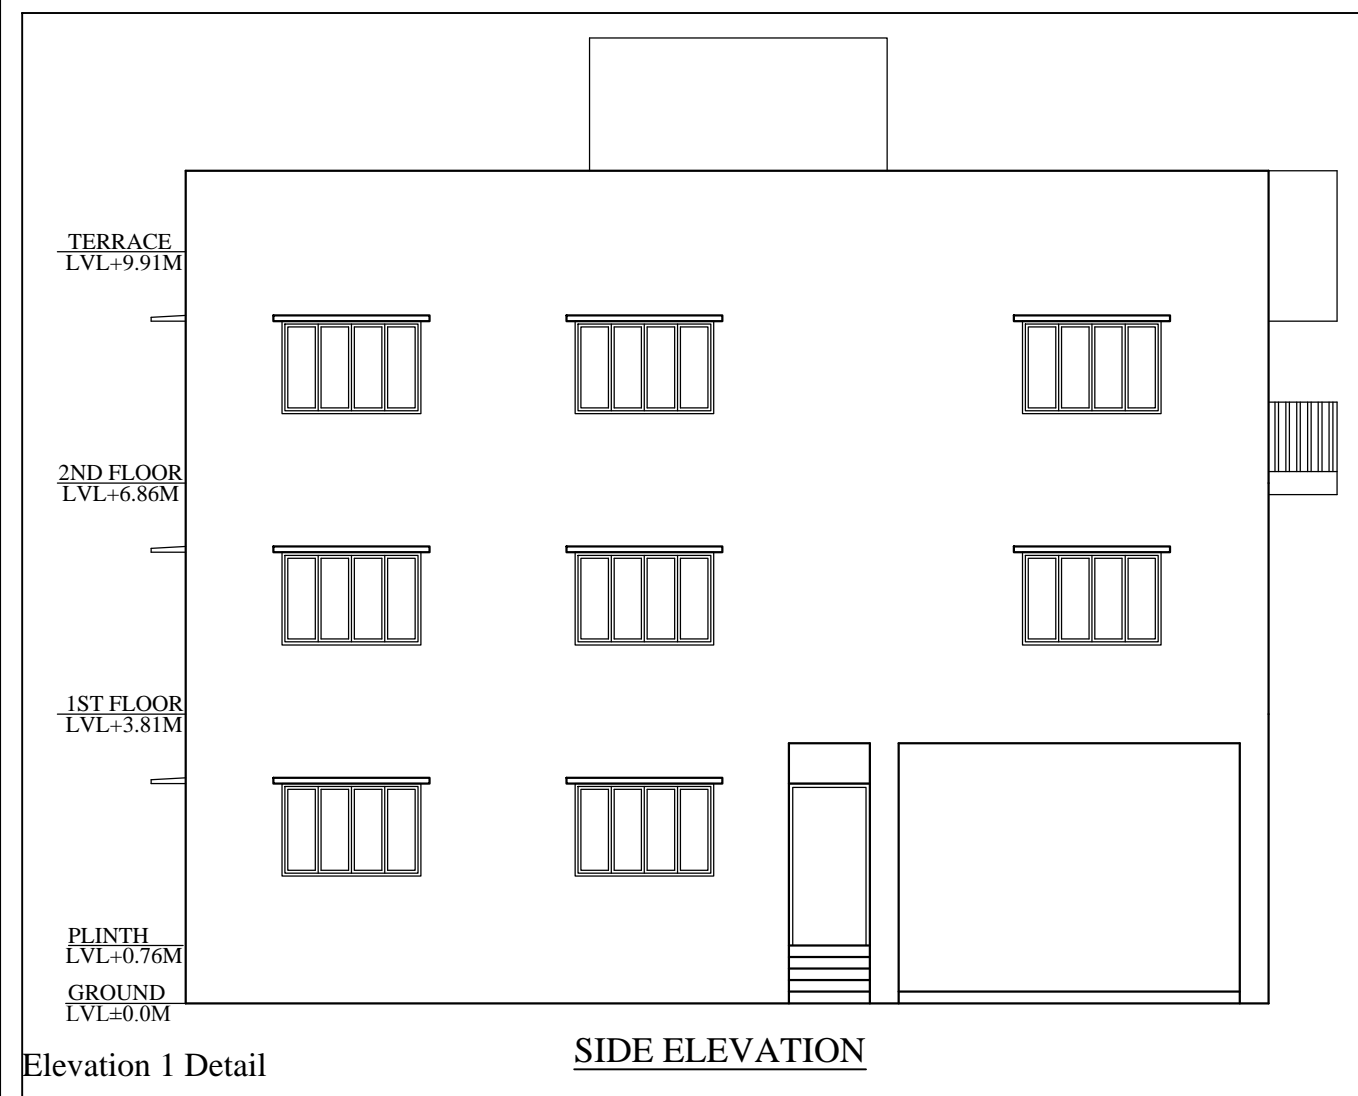 TERRACE
LVL+9.91M
2ND FLOOR
LVL+6.86M
1ST FLOOR
LVL+3.81M
PLINTH
LVL+0.76M
GROUND
LVL±0.0M
SIDE ELEVATION
Elevation 1 Detail